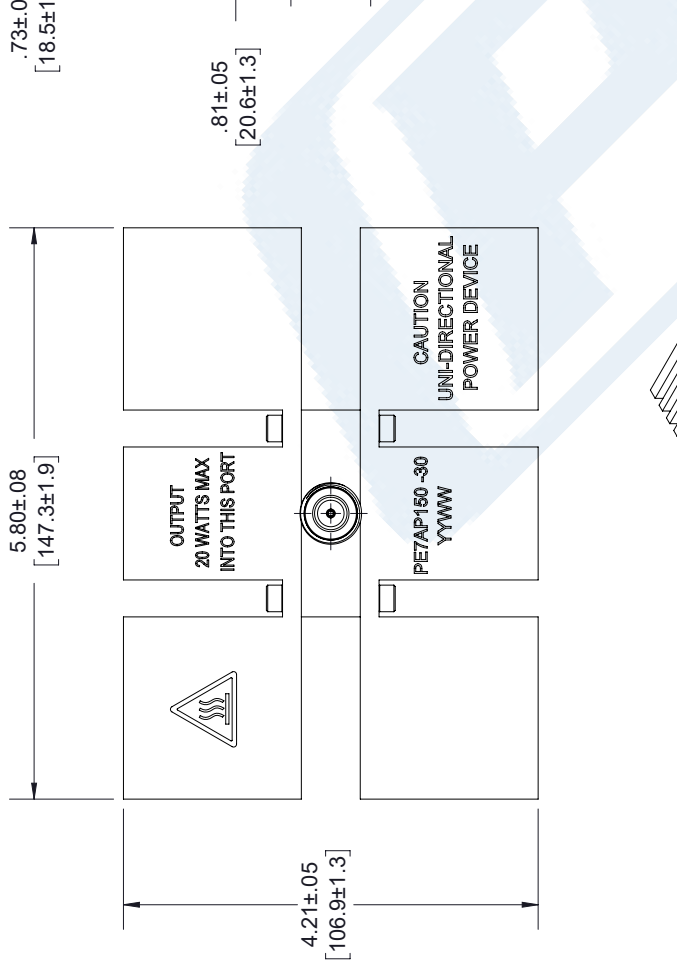 .73±.0
[18.5±1
.81±.05
[20.6±1.3]
5.80±.08
[147.3±1.9]
OUTPUT
20 WATTS MAX
INTO THIS PORT
PE7AP150 -30
YYWW
CAUTION
UNI-DIRECTIONAL
POWER DEVICE
4.21±.05
[106.9±1.3]